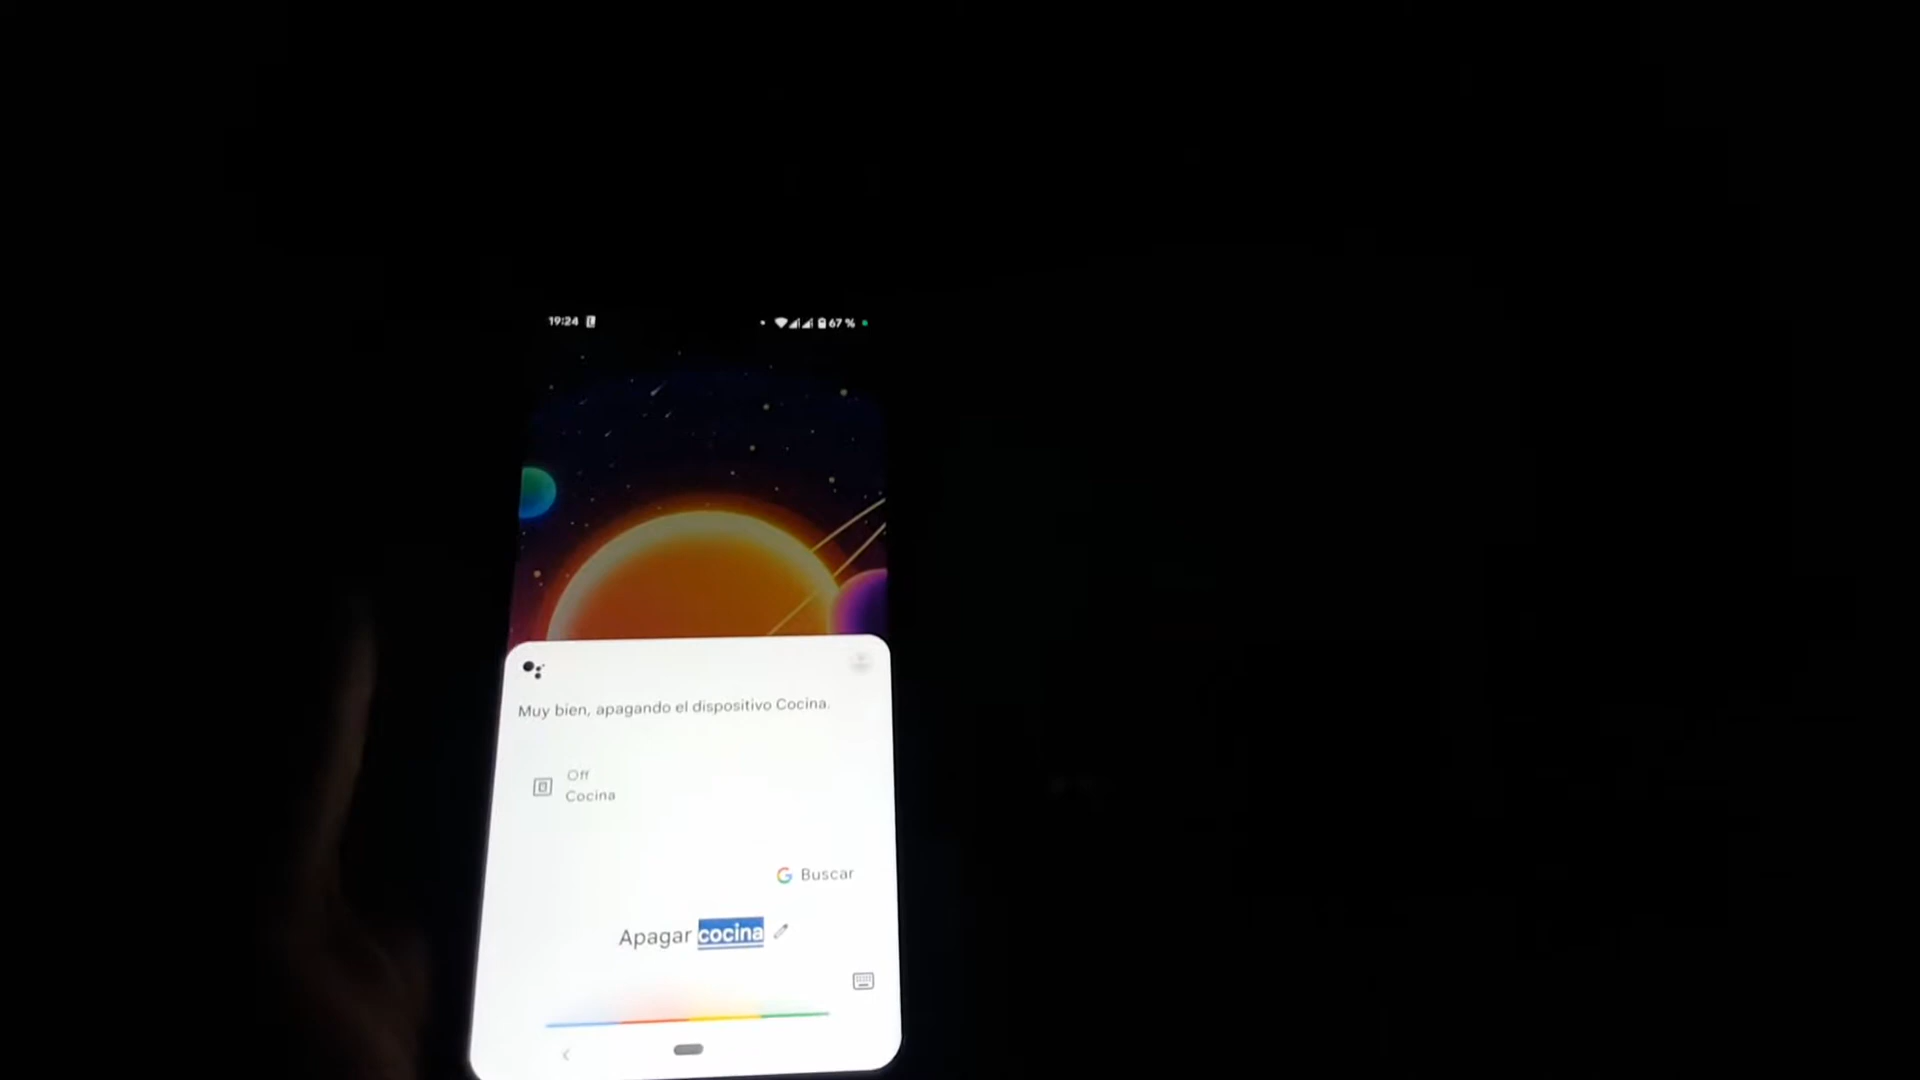 19:24 67 %
Muy bien, apagando el dispositivo Cocina.
Off
Cocina
G Buscar
Apagar cocina